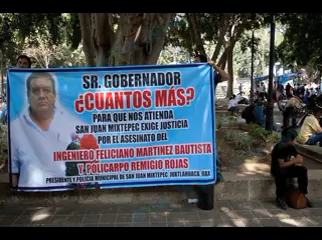 SR. GOBERNADOR
¿CUÁNTOS MÁS?
PARA QUE NOS ATIENDA
SAN JUAN MIXTEPEC EXIGE JUSTICIA
POR EL ASESINATO DEL
INGENIERO FELICIANO MARTINEZ BAUTISTA
Y POLICARPO REMIGIO ROJAS
PRESIDENTE Y POLICIA MUNICIPAL DE SAN JUAN MIXTEPEC, JUXTLAHUACA, OAX